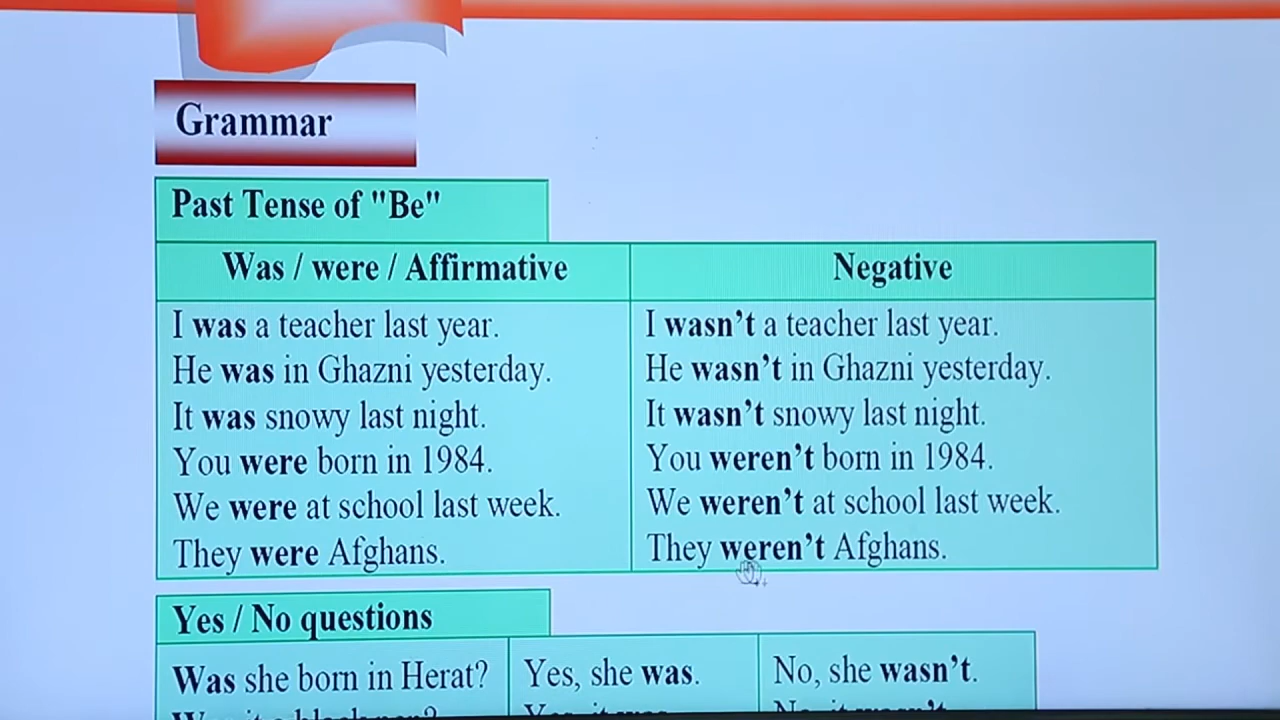 Grammar
Past Tense of "Be"
Was / were / Affirmative
Negative
I was a teacher last year.
I wasn't a teacher last year.
He was in Ghazni yesterday.
He wasn't in Ghazni yesterday.
It was snowy last night.
It wasn't snowy last night.
You were born in 1984.
You weren't born in 1984.
We were at school last week.
We weren't at school last week.
They were Afghans.
They weren't Afghans.
Yes / No questions
Was she born in Herat?
Yes, she was.
No, she wasn't.